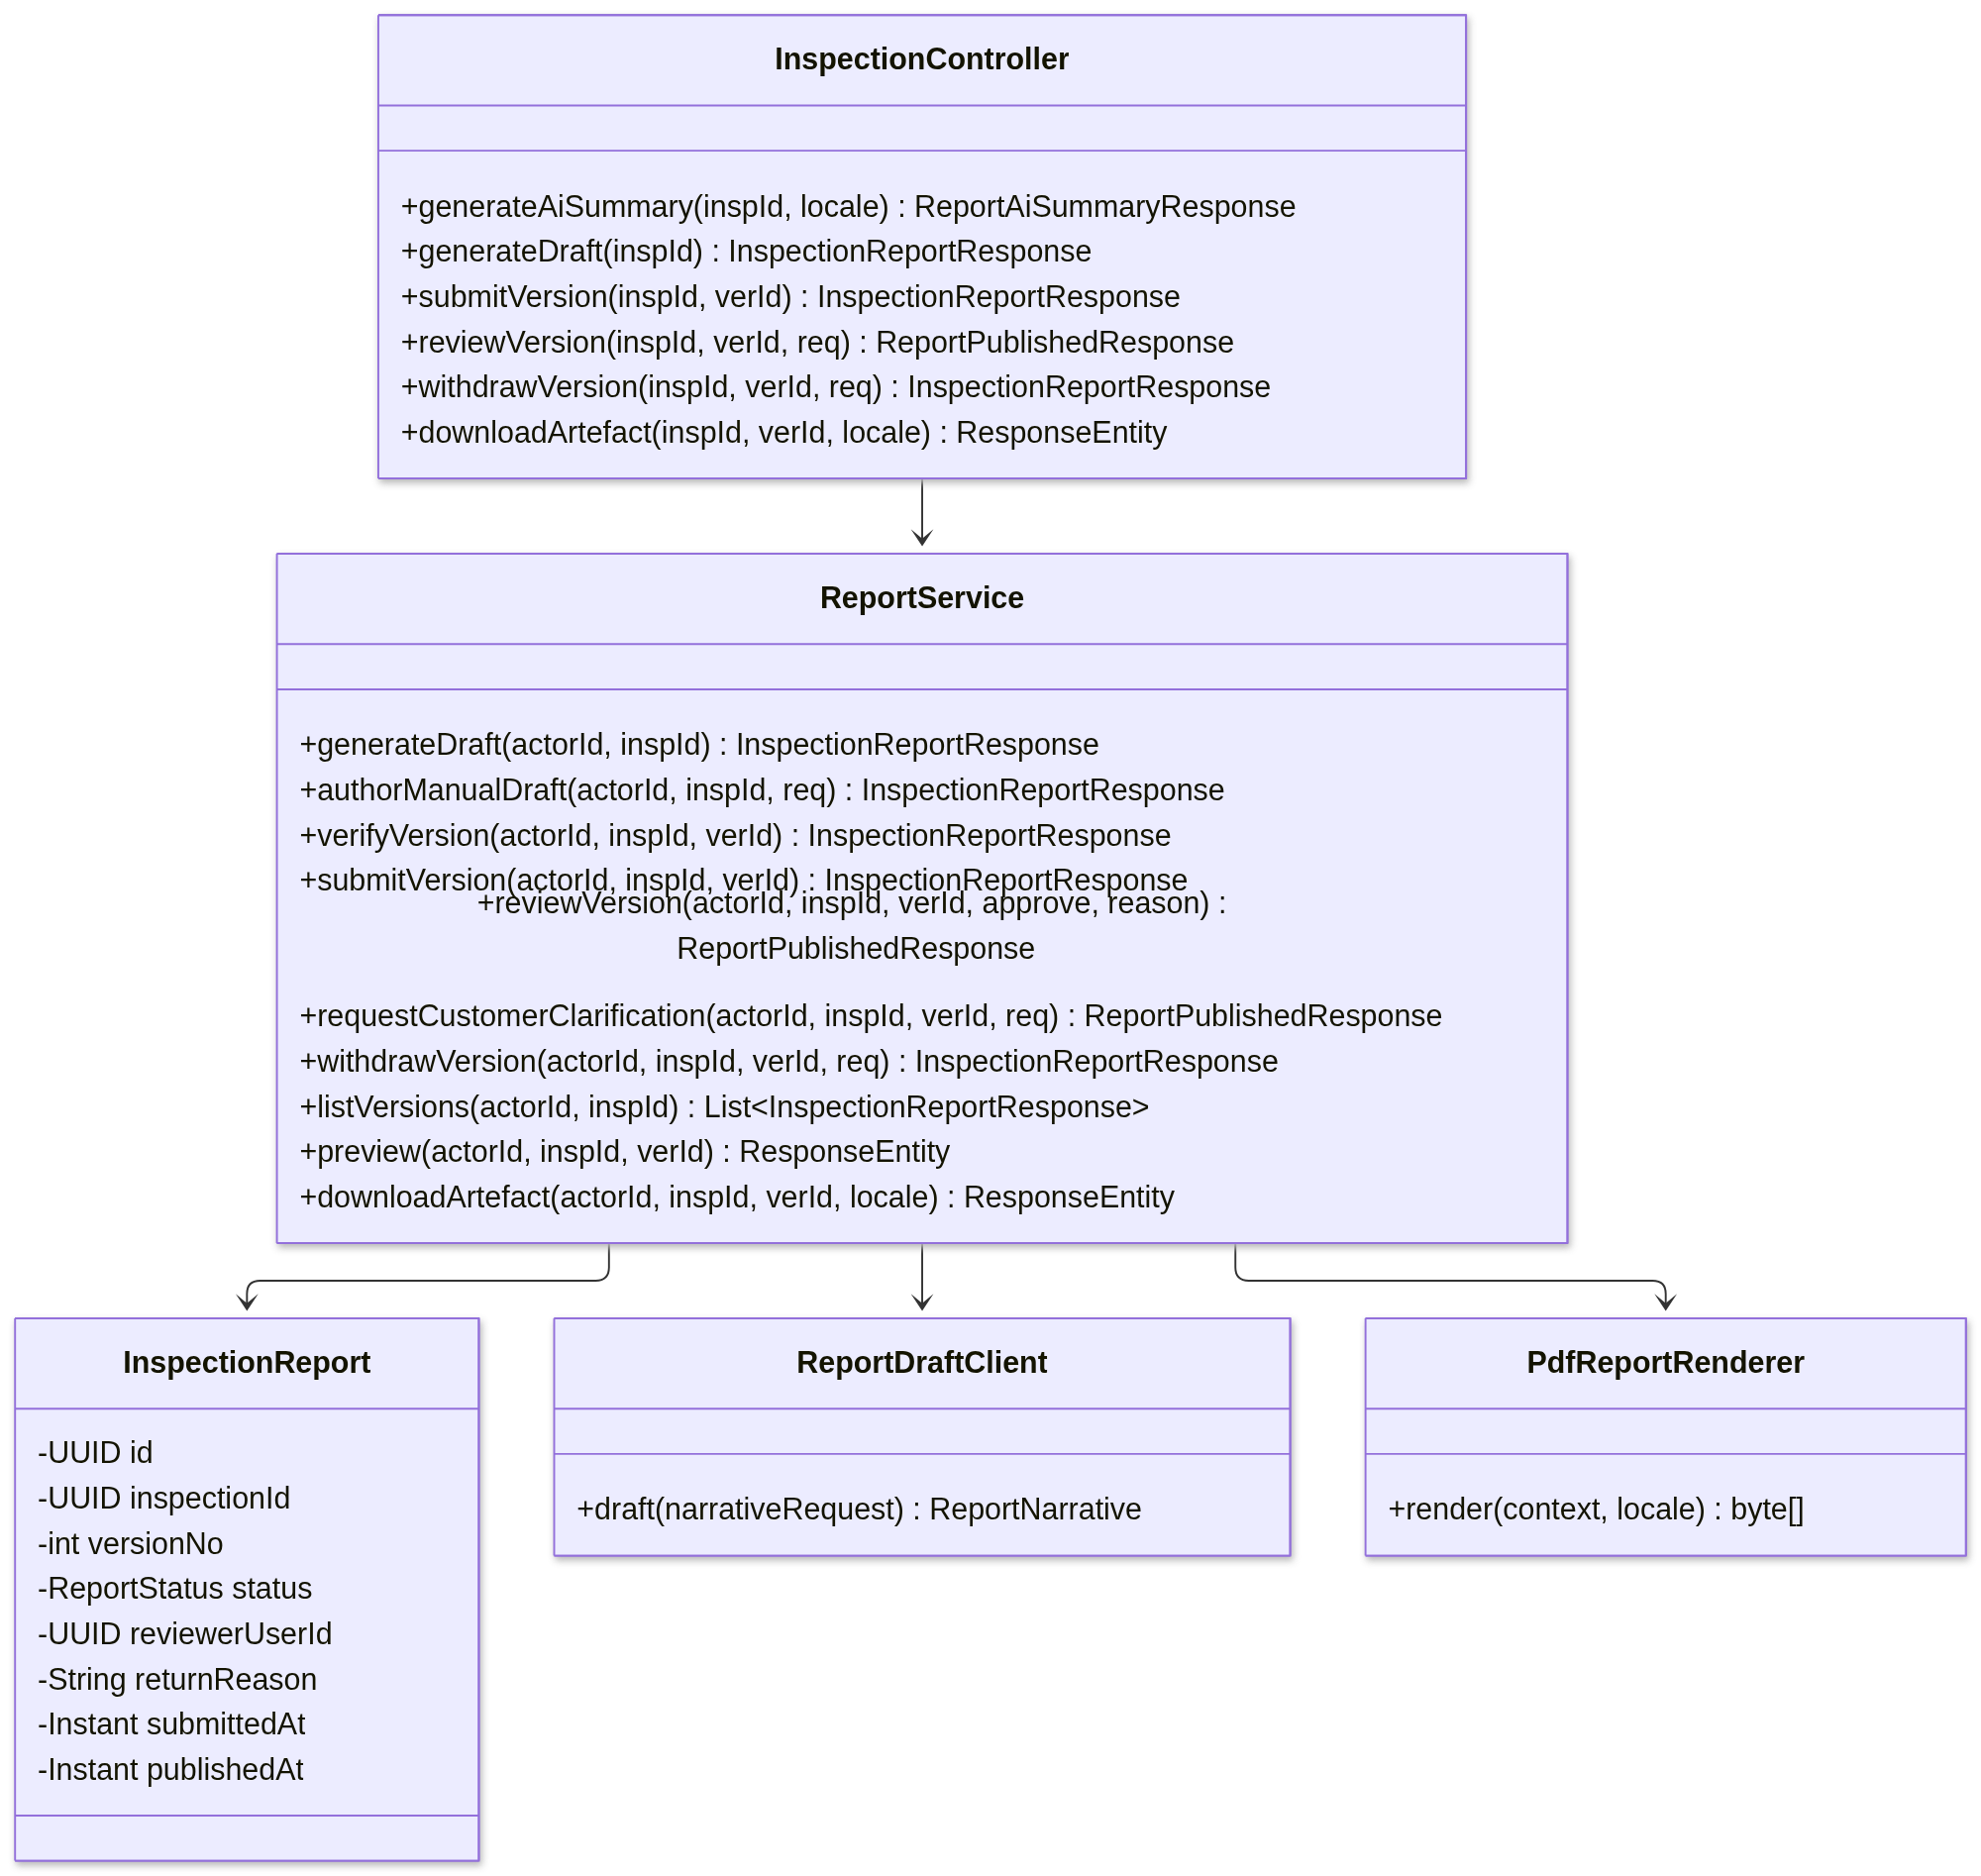 InspectionController
+generateAiSummary(inspId, locale) : ReportAiSummaryResponse
+generateDraft(inspId) : InspectionReportResponse
+submitVersion(inspId, verId) : InspectionReportResponse
+reviewVersion(inspId, verId, req) : ReportPublishedResponse
+withdrawVersion(inspId, verId, req) : InspectionReportResponse
+downloadArtefact(inspId, verId, locale) : ResponseEntity
ReportService
+generateDraft(actorId, inspId) : InspectionReportResponse
+authorManualDraft(actorId, inspId, req) : InspectionReportResponse
+verifyVersion(actorId, inspId, verId) : InspectionReportResponse
+submitVersion(actorId, inspId, verId) : InspectionReportResponse
+reviewVersion(actorId, inspId, verId, approve, reason) :
ReportPublishedResponse
+requestCustomerClarification(actorId, inspId, verId, req) : ReportPublishedResponse
+withdrawVersion(actorId, inspId, verId, req) : InspectionReportResponse
+listVersions(actorId, inspId) : List<InspectionReportResponse>
+preview(actorId, inspId, verId) : ResponseEntity
+downloadArtefact(actorId, inspId, verId, locale) : ResponseEntity
InspectionReport
-UUID id
-UUID inspectionId
-int versionNo
-ReportStatus status
-UUID reviewerUserId
-String returnReason
-Instant submittedAt
-Instant publishedAt
ReportDraftClient
+draft(narrativeRequest) : ReportNarrative
PdfReportRenderer
+render(context, locale) : byte[]